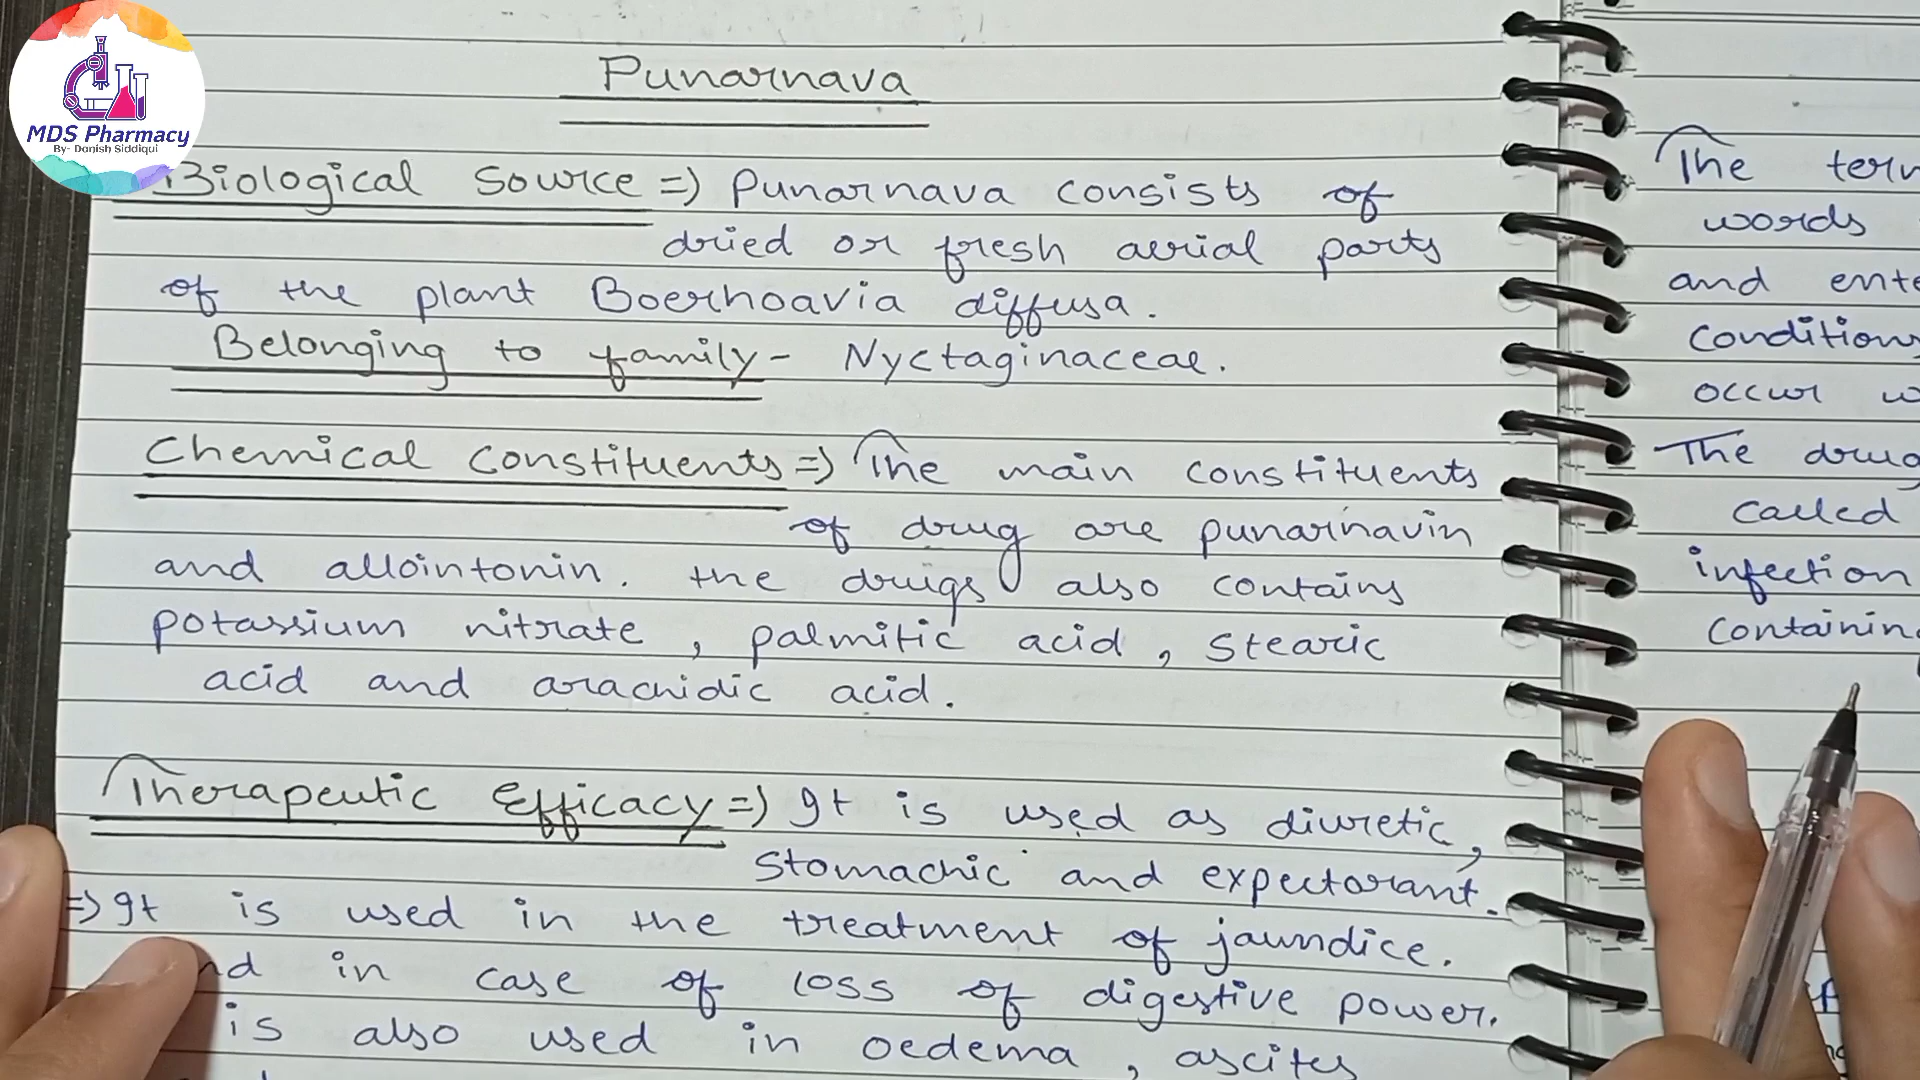 MDS Pharmacy
By- Danish Siddiqui
Punarnava
Biological source => Punarnava consists of
dried or fresh aerial parts
of the plant Boerhoavia diffusa.
Belonging to family- Nyctaginaceae.
Chemical constituents => The main constituents
of drug are punarnavin
and allointonin. the drugs also contains
potassium nitrate, palmitic acid, stearic
acid and arachidic acid.
Therapeutic Efficacy => It is used as diuretic,
stomachic and expectorant.
=> It is used in the treatment of jaundice.
in case of loss of digestive power.
is also used in oedema, ascites
The
words
and
conditions
occur
The drug
called
infection